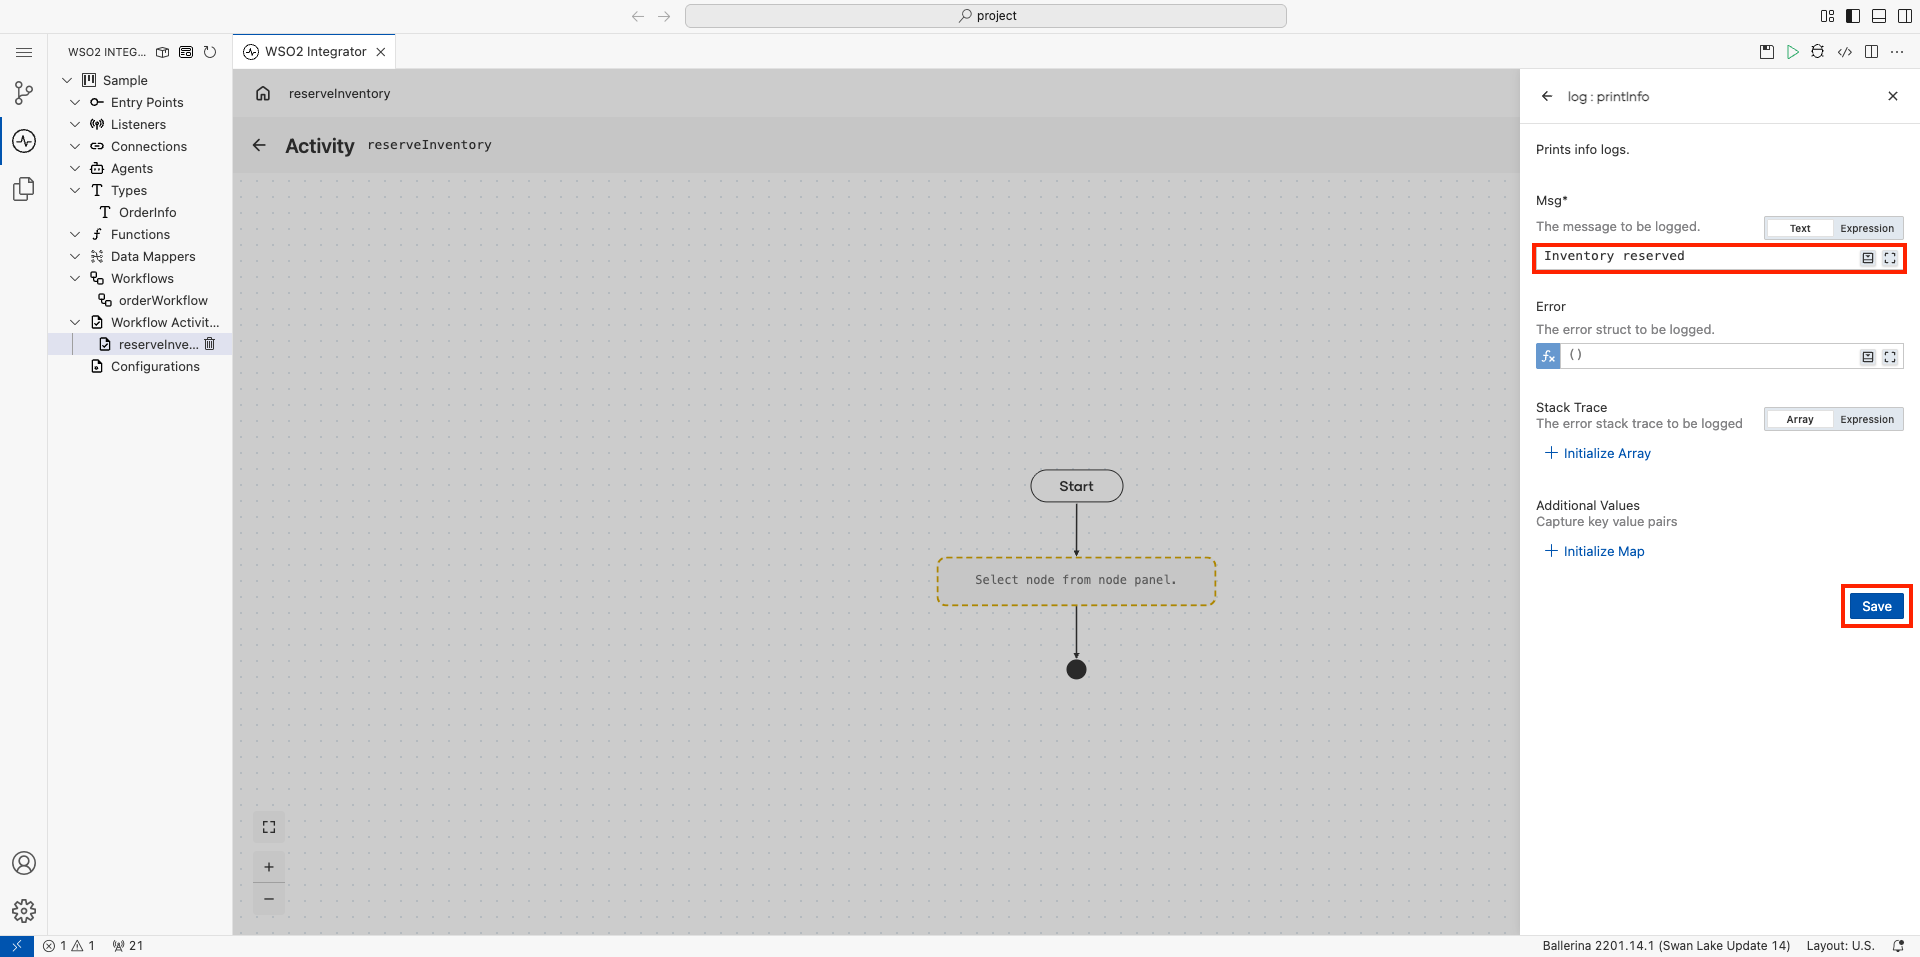 project
WSO2 INTEG...
WSO2 Integrator
Sample
Entry Points
Listeners
Connections
Agents
Types
OrderInfo
Functions
Data Mappers
Workflows
orderWorkflow
Workflow Activit...
reserveInve...
Configurations
reserveInventory
Activity reserveInventory
Start
Select node from node panel.
log : printInfo
Prints info logs.
Msg*
The message to be logged.
Text Expression
Inventory reserved
Error
The error struct to be logged.
fx ()
Stack Trace
The error stack trace to be logged
Array Expression
+ Initialize Array
Additional Values
Capture key value pairs
+ Initialize Map
Save
1 1 21
Ballerina 2201.14.1 (Swan Lake Update 14) Layout: U.S.